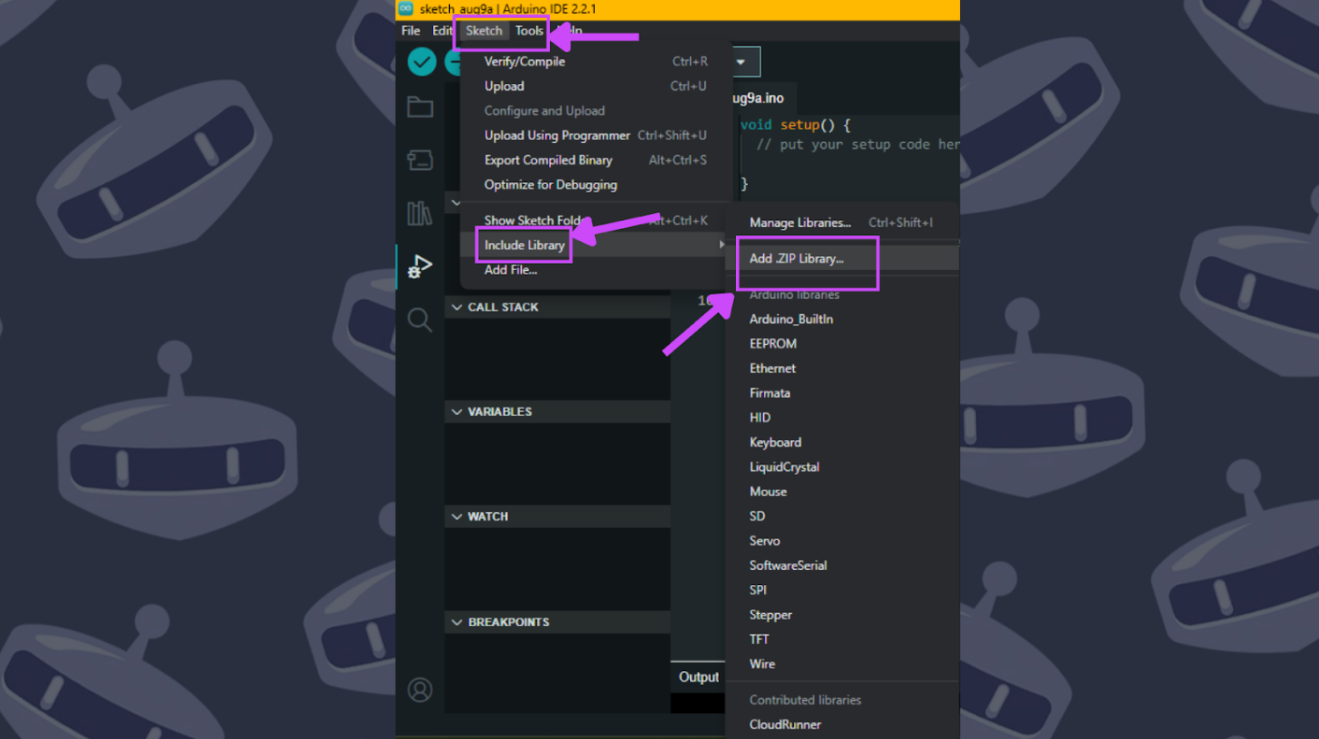 sketch_aug9a | Arduino IDE 2.2.1
File Edit Sketch Tools Help
Verify/Compile Ctrl+R
Upload Ctrl+U
Configure and Upload
Upload Using Programmer Ctrl+Shift+U
Export Compiled Binary Alt+Ctrl+S
Optimize for Debugging
Show Sketch Folder Alt+Ctrl+K
Include Library
Add File...
ug9a.ino
void setup() {
// put your setup code her
}
Manage Libraries... Ctrl+Shift+I
Add .ZIP Library...
Arduino libraries
Arduino_BuiltIn
EEPROM
Ethernet
Firmata
HID
Keyboard
LiquidCrystal
Mouse
SD
Servo
SoftwareSerial
SPI
Stepper
TFT
Wire
Contributed libraries
CloudRunner
CALL STACK
VARIABLES
WATCH
BREAKPOINTS
Output